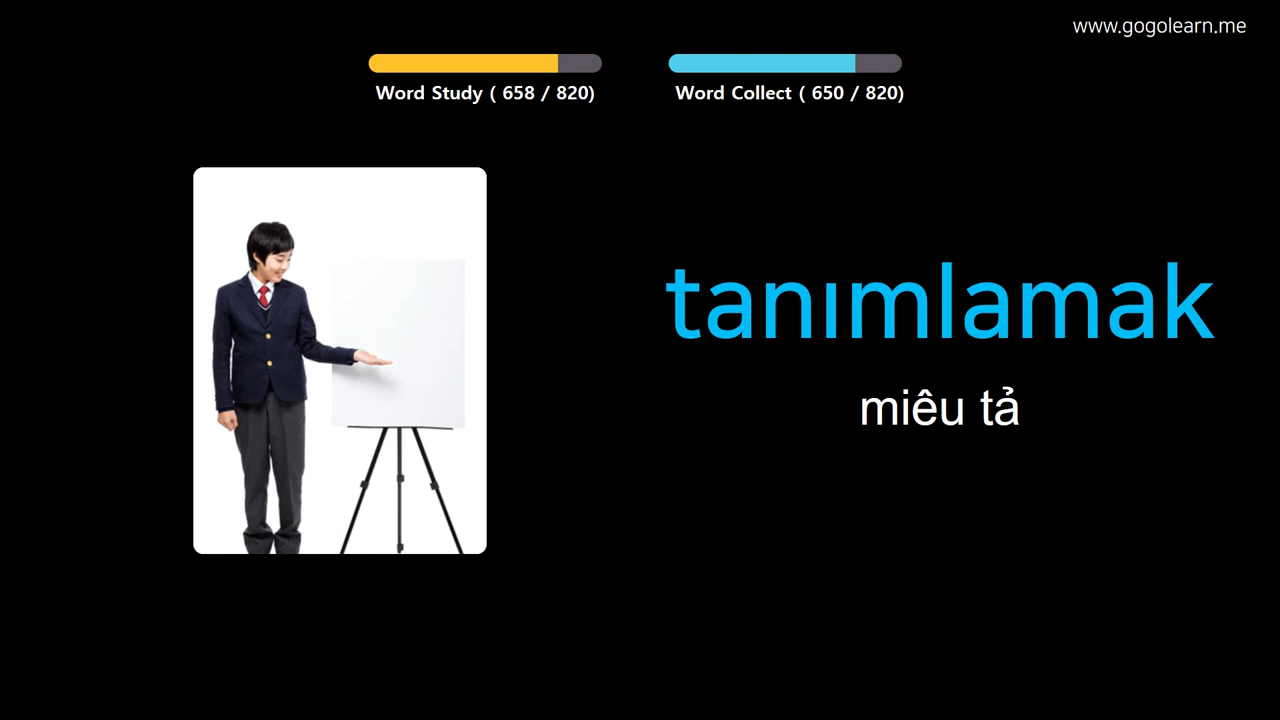 www.gogolearn.me
Word Study ( 658 / 820)
Word Collect ( 650 / 820)
tanımlamak
miêu tả